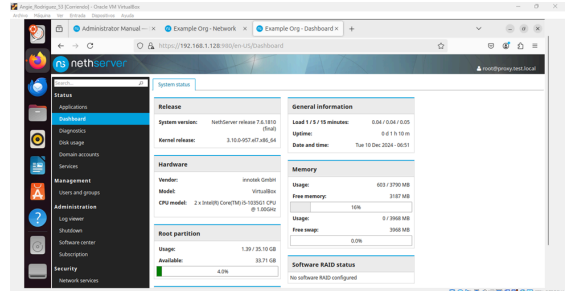 Angie_Rodriguez_S3 [Corriendo] - Oracle VM VirtualBox
Archivo Máquina Ver Entrada Dispositivos Ayuda
Administrator Manual —
Example Org - Network
Example Org - Dashboard
https://192.168.1.128:980/en-US/Dashboard
nethserver
root@proxy.test.local
Search...
Status
Applications
Dashboard
Diagnostics
Disk usage
Domain accounts
Services
Management
Users and groups
Administration
Log viewer
Shutdown
Software center
Subscription
Security
Network services
System status
Release
System version: NethServer release 7.6.1810 (final)
Kernel release: 3.10.0-957.el7.x86_64
Hardware
Vendor: innotek GmbH
Model: VirtualBox
CPU model: 2 x Intel(R) Core(TM) i5-1035G1 CPU @ 1.00GHz
Root partition
Usage: 1.39 / 35.10 GB
Available: 33.71 GB
4.0%
General information
Load 1 / 5 / 15 minutes: 0.04 / 0.04 / 0.05
Uptime: 0 d 1 h 10 m
Date and time: Tue 10 Dec 2024 - 06:51
Memory
Usage: 603 / 3790 MB
Free memory: 3187 MB
16%
Usage: 0 / 3968 MB
Free swap: 3968 MB
0.0%
Software RAID status
No software RAID configured